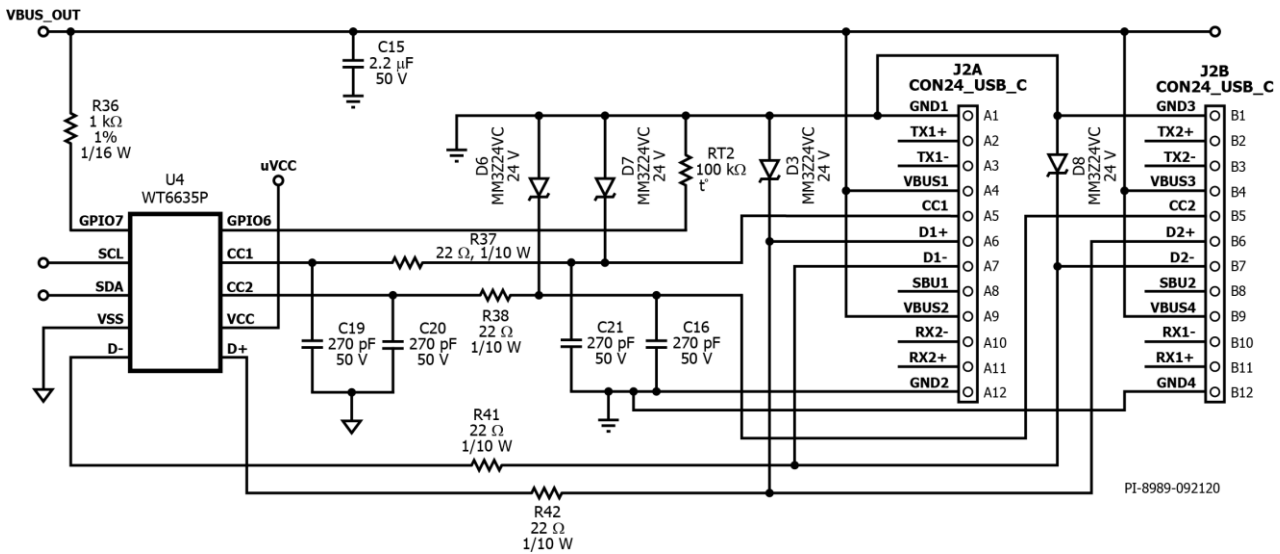 VBUS_OUT
C15
2.2 μF
50 V
R36
1 kΩ
1%
1/16 W
uVCC
U4
WT6635P
GPIO7
GPIO6
SCL
CC1
SDA
CC2
VSS
VCC
D-
D+
R37
22 Ω, 1/10 W
R38
22 Ω
1/10 W
C19
270 pF
50 V
C20
270 pF
50 V
C21
270 pF
50 V
C16
270 pF
50 V
D6
MM3Z24VC
24 V
D7
MM3Z24VC
24 V
RT2
100 kΩ
t°
D3
MM3Z24VC
24 V
D8
MM3Z24VC
24 V
R41
22 Ω
1/10 W
R42
22 Ω
1/10 W
J2A
CON24_USB_C
GND1 A1
TX1+ A2
TX1- A3
VBUS1 A4
CC1 A5
D1+ A6
D1- A7
SBU1 A8
VBUS2 A9
RX2- A10
RX2+ A11
GND2 A12
J2B
CON24_USB_C
GND3 B1
TX2+ B2
TX2- B3
VBUS3 B4
CC2 B5
D2+ B6
D2- B7
SBU2 B8
VBUS4 B9
RX1- B10
RX1+ B11
GND4 B12
PI-8989-092120